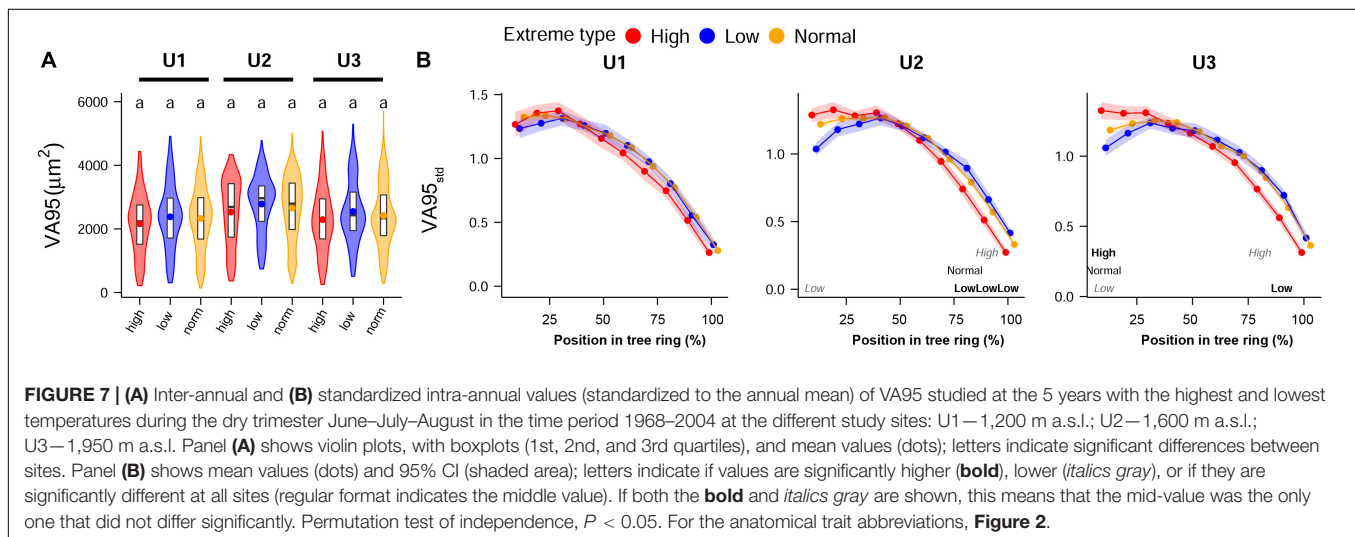 Extreme type High Low Normal
A U1 U2 U3
B U1 U2 U3
a a a a a a a a a
VA95(μm²)
6000
4000
2000
0
high low norm high low norm high low norm
VA95std
1.5
1.0
0.5
0.0
25 50 75 100
Position in tree ring (%)
1.0
0.5
0.0
High
Normal
Low LowLowLow
25 50 75 100
Position in tree ring (%)
1.0
0.5
0.0
High High
Normal
Low Low
25 50 75 100
Position in tree ring (%)
FIGURE 7 | (A) Inter-annual and (B) standardized intra-annual values (standardized to the annual mean) of VA95 studied at the 5 years with the highest and lowest
temperatures during the dry trimester June–July–August in the time period 1968–2004 at the different study sites: U1—1,200 m a.s.l.; U2—1,600 m a.s.l.;
U3—1,950 m a.s.l. Panel (A) shows violin plots, with boxplots (1st, 2nd, and 3rd quartiles), and mean values (dots); letters indicate significant differences between
sites. Panel (B) shows mean values (dots) and 95% CI (shaded area); letters indicate if values are significantly higher (bold), lower (italics gray), or if they are
significantly different at all sites (regular format indicates the middle value). If both the bold and italics gray are shown, this means that the mid-value was the only
one that did not differ significantly. Permutation test of independence, P < 0.05. For the anatomical trait abbreviations, Figure 2.